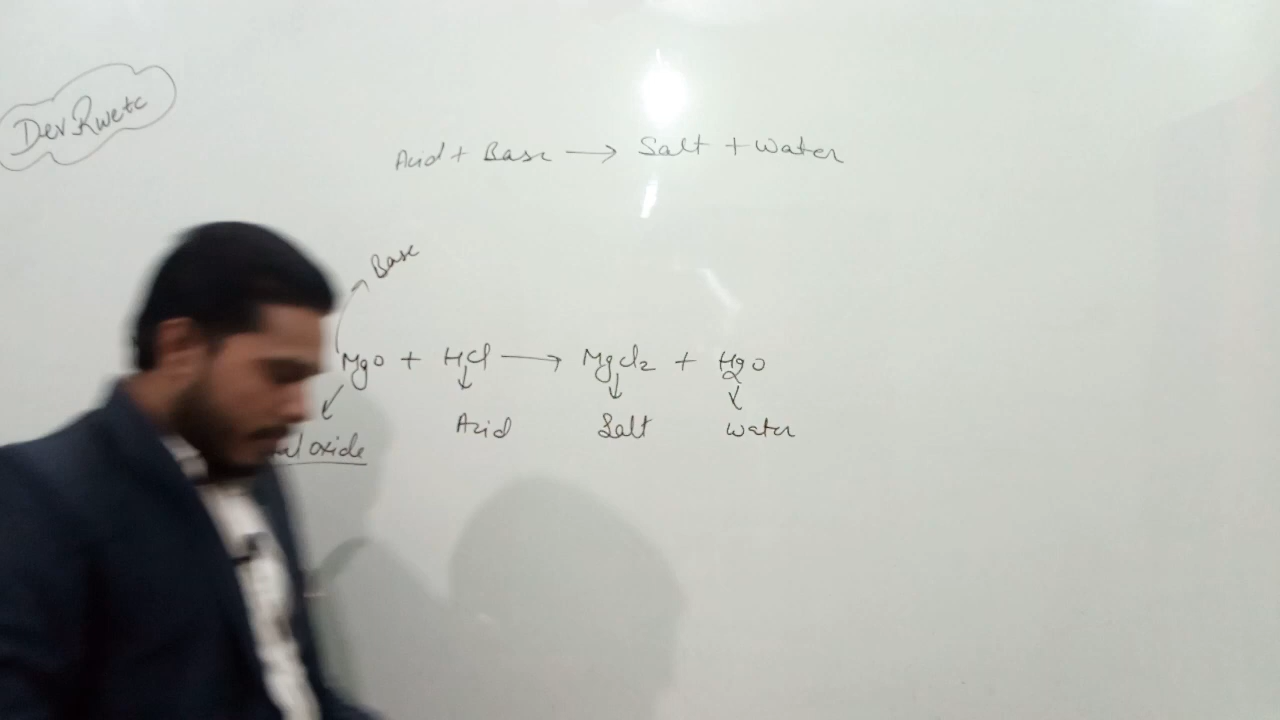 Dev Rwetc
Acid + Base → Salt + Water
Base
MgO + HCl → MgCl2 + H2O
oxide Acid Salt Water